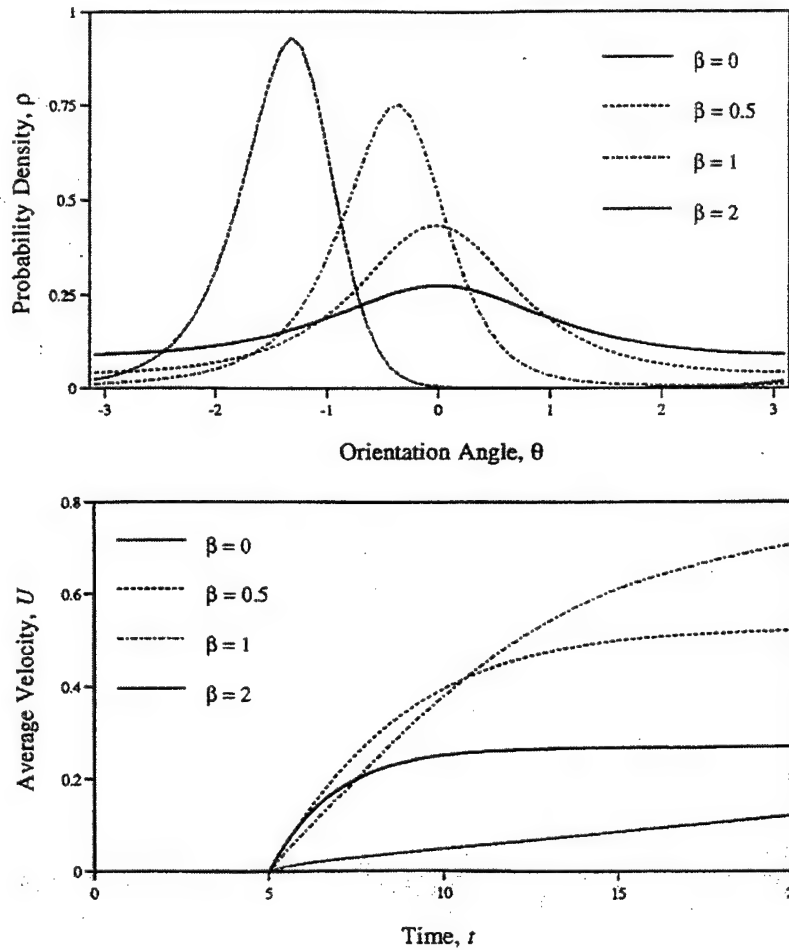 1
0.75
0.5
0.25
0
Probability Density, ρ
β = 0
β = 0.5
β = 1
β = 2
-3 -2 -1 0 1 2 3
Orientation Angle, θ
0.8
0.6
0.4
0.2
0
Average Velocity, U
β = 0
β = 0.5
β = 1
β = 2
0 5 10 15
Time, t